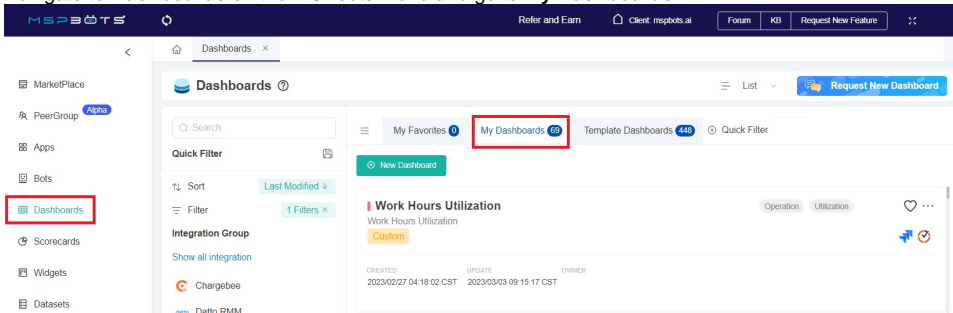 MSPBOTS
Refer and Earn
Client: mspbots.ai
Forum
KB
Request New Feature
Dashboards ×
MarketPlace
PeerGroup Alpha
Apps
Bots
Dashboards
Scorecards
Widgets
Datasets
Dashboards
List
Request New Dashboard
Search
Quick Filter
Sort Last Modified ↓
Filter 1 Filters ×
Integration Group
Show all integration
Chargebee
Datto RMM
My Favorites 0
My Dashboards 69
Template Dashboards 448
Quick Filter
New Dashboard
Work Hours Utilization
Operation
Utilization
Work Hours Utilization
Custom
CREATED UPDATE OWNER
2023/02/27 04:18:02 CST 2023/03/03 09:15:17 CST